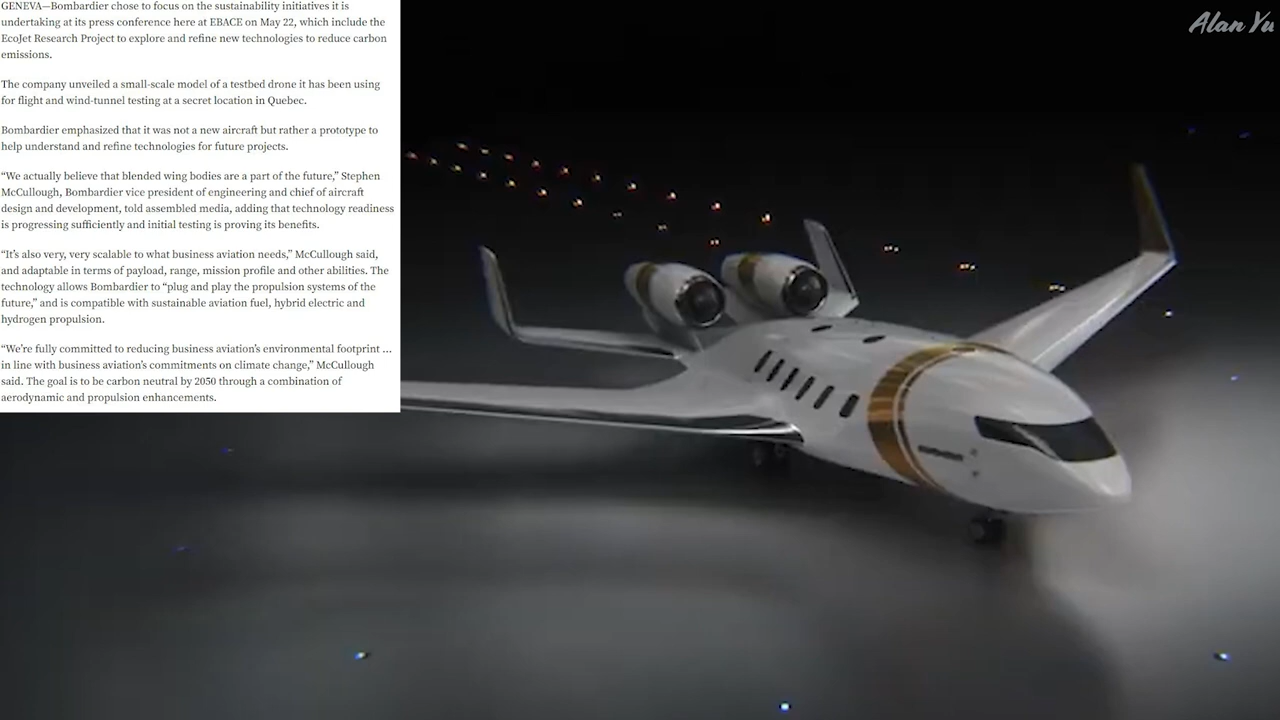 GENEVA—Bombardier chose to focus on the sustainability initiatives it is
undertaking at its press conference here at EBACE on May 22, which include the
EcoJet Research Project to explore and refine new technologies to reduce carbon
emissions.
The company unveiled a small-scale model of a testbed drone it has been using
for flight and wind-tunnel testing at a secret location in Quebec.
Bombardier emphasized that it was not a new aircraft but rather a prototype to
help understand and refine technologies for future projects.
“We actually believe that blended wing bodies are a part of the future,” Stephen
McCullough, Bombardier vice president of engineering and chief of aircraft
design and development, told assembled media, adding that technology readiness
is progressing sufficiently and initial testing is proving its benefits.
“It’s also very, very scalable to what business aviation needs,” McCullough said,
and adaptable in terms of payload, range, mission profile and other abilities. The
technology allows Bombardier to “plug and play the propulsion systems of the
future,” and is compatible with sustainable aviation fuel, hybrid electric and
hydrogen propulsion.
“We’re fully committed to reducing business aviation’s environmental footprint ...
in line with business aviation’s commitments on climate change,” McCullough
said. The goal is to be carbon neutral by 2050 through a combination of
aerodynamic and propulsion enhancements.
Alan Yu